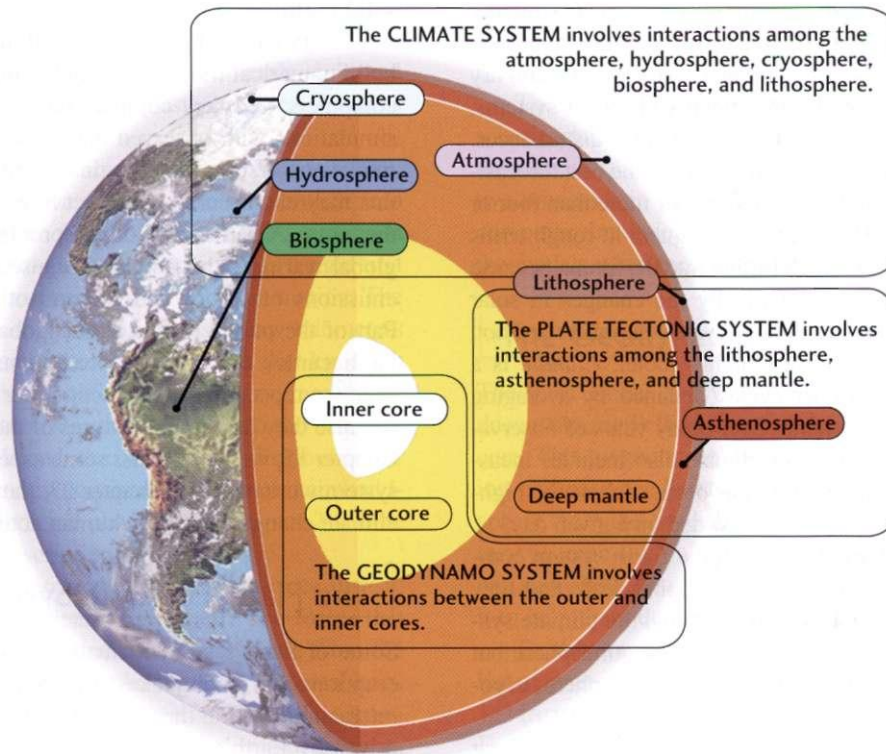 The CLIMATE SYSTEM involves interactions among the
atmosphere, hydrosphere, cryosphere,
biosphere, and lithosphere.
Cryosphere
Atmosphere
Hydrosphere
Biosphere
Lithosphere
The PLATE TECTONIC SYSTEM involves
interactions among the lithosphere,
asthenosphere, and deep mantle.
Inner core
Asthenosphere
Deep mantle
Outer core
The GEODYNAMO SYSTEM involves
interactions between the outer and
inner cores.